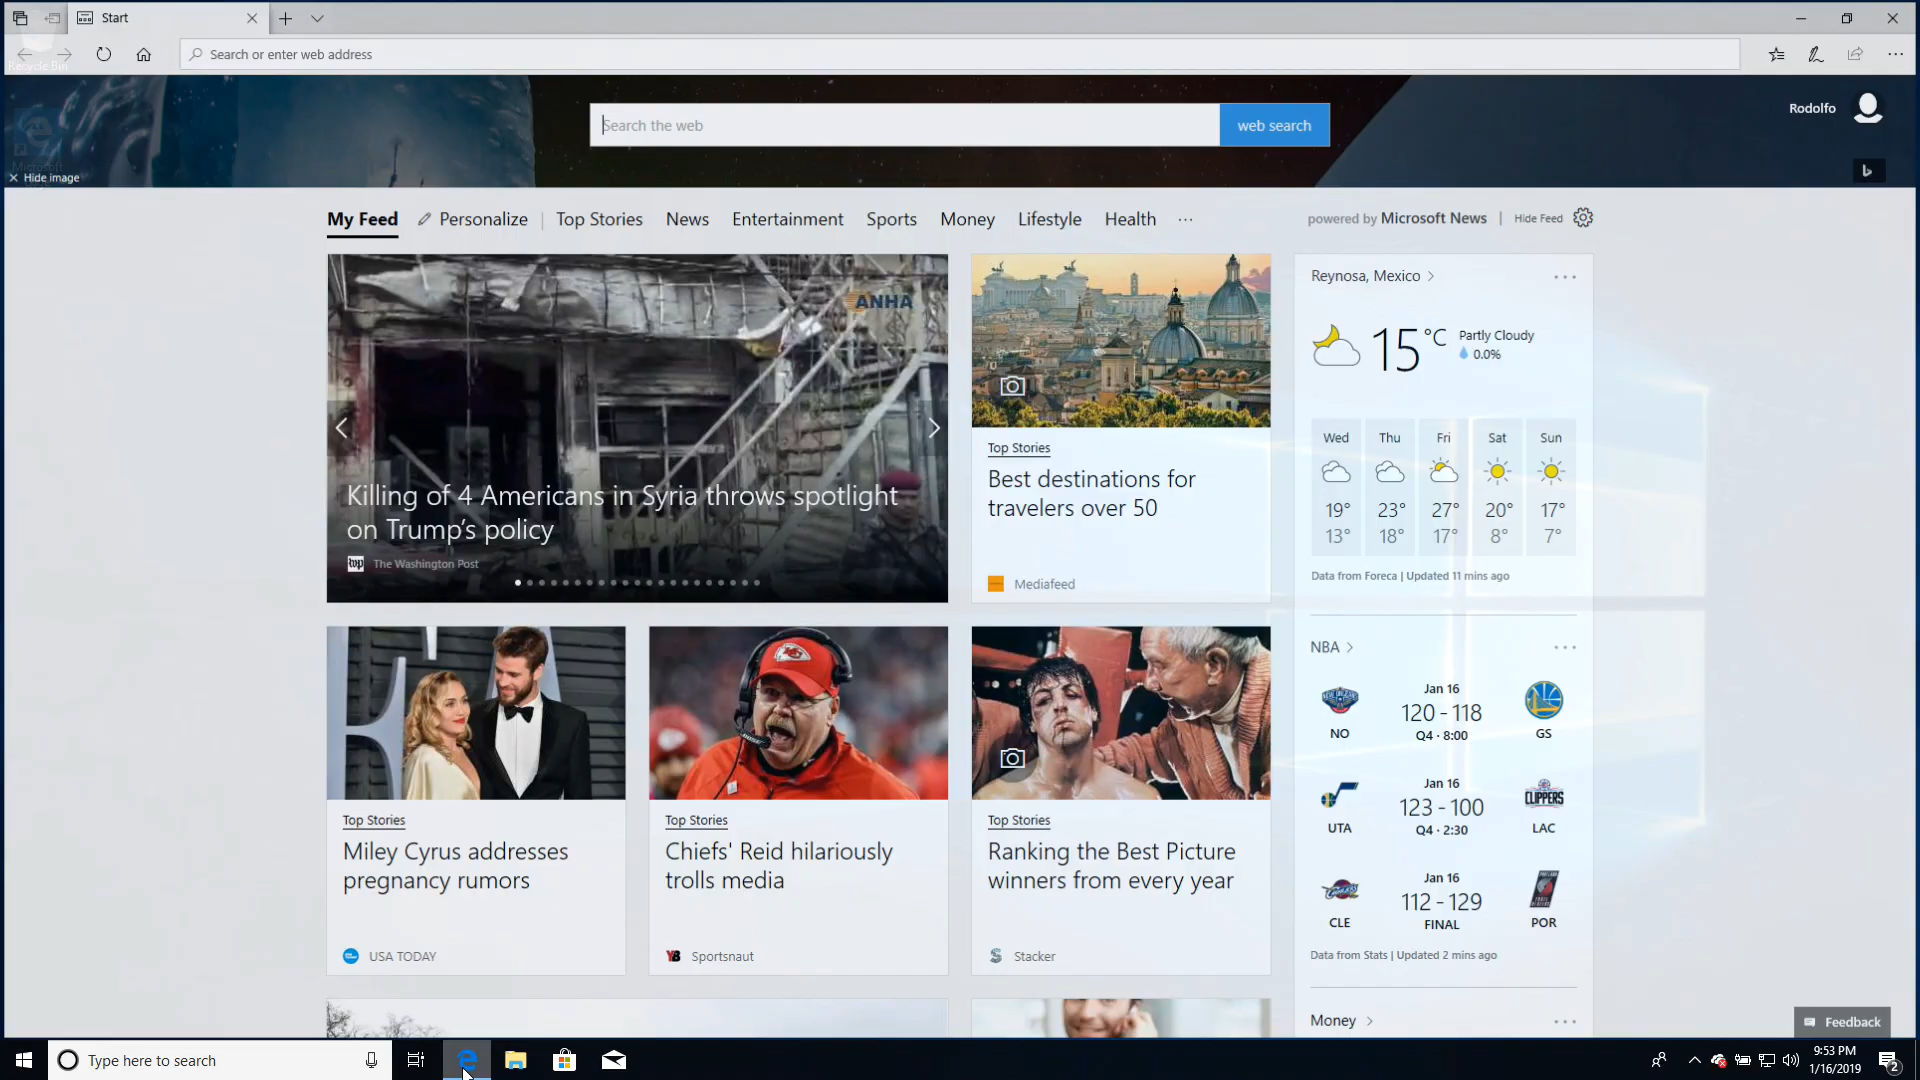 Start
Search or enter web address
Recycle Bin
Search the web
web search
Rodolfo
Microsoft
Hide image
My Feed
Personalize
Top Stories
News
Entertainment
Sports
Money
Lifestyle
Health
powered by Microsoft News
Hide Feed
ANHA
Killing of 4 Americans in Syria throws spotlight
on Trump's policy
wp The Washington Post
Top Stories
Best destinations for
travelers over 50
Mediafeed
Reynosa, Mexico
15 °C
Partly Cloudy
0.0%
Wed Thu Fri Sat Sun
19° 23° 27° 20° 17°
13° 18° 17° 8° 7°
Data from Foreca | Updated 11 mins ago
Top Stories
Miley Cyrus addresses
pregnancy rumors
USA TODAY
Top Stories
Chiefs' Reid hilariously
trolls media
Sportsnaut
Top Stories
Ranking the Best Picture
winners from every year
Stacker
NBA
Jan 16
120 - 118
NO Q4 · 8:00 GS
Jan 16
123 - 100
CLIPPERS
UTA Q4 · 2:30 LAC
Jan 16
112 - 129
CLE FINAL POR
Data from Stats | Updated 2 mins ago
Money
Feedback
Type here to search
9:53 PM
1/16/2019
2